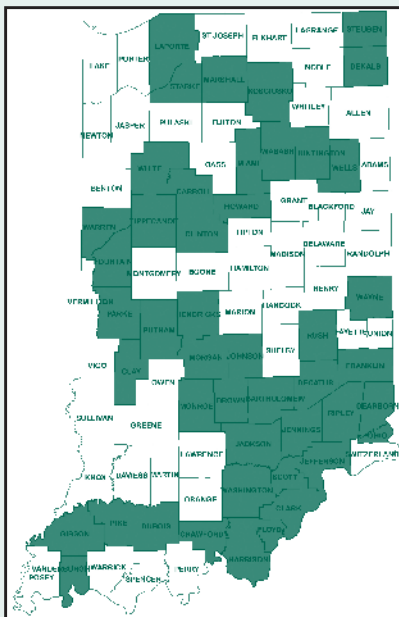 STEUBEN
ST JOSEPH
LAGRANGE
LAPORTE
ELKHART
PORTER
LAKE
NOBLE
DEKALB
MARSHALL
STARKE
KOSCIUSKO
WHITLEY
ALLEN
JASPER
PULASKI
FULTON
NEWTON
WABASH
HUNTINGTON
CASS
MIAMI
WHITE
WELLS
ADAMS
BENTON
CARROLL
GRANT
HOWARD
BLACKFORD
JAY
TIPPECANOE
WARREN
CLINTON
TIPTON
DELAWARE
MADISON
RANDOLPH
FOUNTAIN
MONTGOMERY
BOONE
HAMILTON
HENRY
WAYNE
VERMILLION
HENDRICKS
MARION
HANCOCK
PARKE
PUTNAM
RUSH
FAYETTE
UNION
SHELBY
VIGO
MORGAN
JOHNSON
FRANKLIN
CLAY
OWEN
DECATUR
MONROE
BROWN
BARTHOLOMEW
DEARBORN
SULLIVAN
RIPLEY
GREENE
JENNINGS
OHIO
JACKSON
LAWRENCE
SWITZERLAND
JEFFERSON
KNOX
DAVIESS
MARTIN
SCOTT
WASHINGTON
ORANGE
CLARK
PIKE
DUBOIS
GIBSON
CRAWFORD
FLOYD
HARRISON
PERRY
VANDERBURGH
WARRICK
POSEY
SPENCER